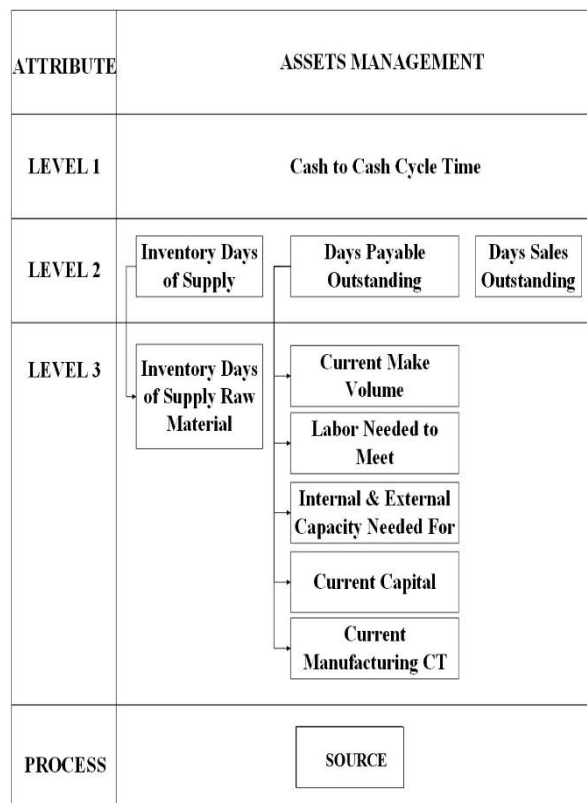 ATTRIBUTE
ASSETS MANAGEMENT
LEVEL 1
Cash to Cash Cycle Time
LEVEL 2
Inventory Days
of Supply
Days Payable
Outstanding
Days Sales
Outstanding
LEVEL 3
Inventory Days
of Supply Raw
Material
Current Make
Volume
Labor Needed to
Meet
Internal & External
Capacity Needed For
Current Capital
Current
Manufacturing CT
PROCESS
SOURCE